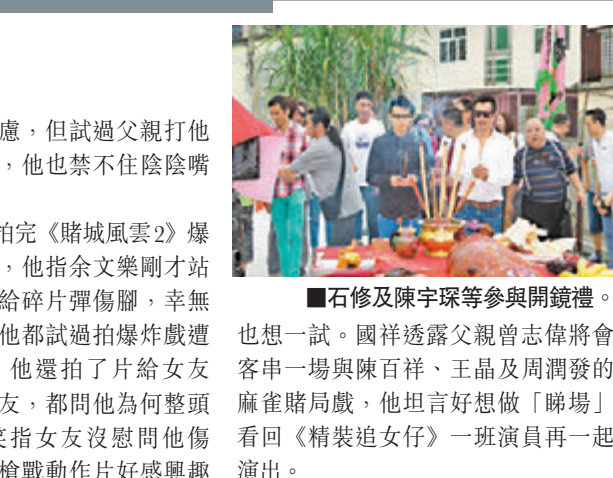 慮，但試過父親打他
，他也禁不住陰陰嘴
拍完《賭城風雲2》爆
，他指余文樂剛才站
給碎片彈傷腳，幸無
他都試過拍爆炸戲遭
他還拍了片給女友
友，都問他為何整頭
笑指女友沒慰問他傷
槍戰動作片好感興趣
■石修及陳宇琛等參與開鏡禮。
也想一試。國祥透露父親曾志偉將會
客串一場與陳百祥、王晶及周潤發的
麻雀賭局戲，他坦言好想做「睇場」
看回《精裝追女仔》一班演員再一起
演出。